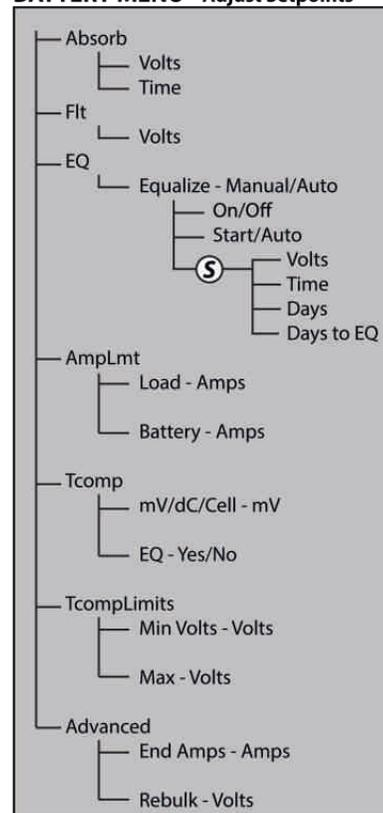 BATTERY MENU - Adjust Setpoints
Absorb
Volts
Time
Flt
Volts
EQ
Equalize - Manual/Auto
On/Off
Start/Auto
S
Volts
Time
Days
Days to EQ
AmpLmt
Load - Amps
Battery - Amps
Tcomp
mV/dC/Cell - mV
EQ - Yes/No
TcompLimits
Min Volts - Volts
Max - Volts
Advanced
End Amps - Amps
Rebulk - Volts